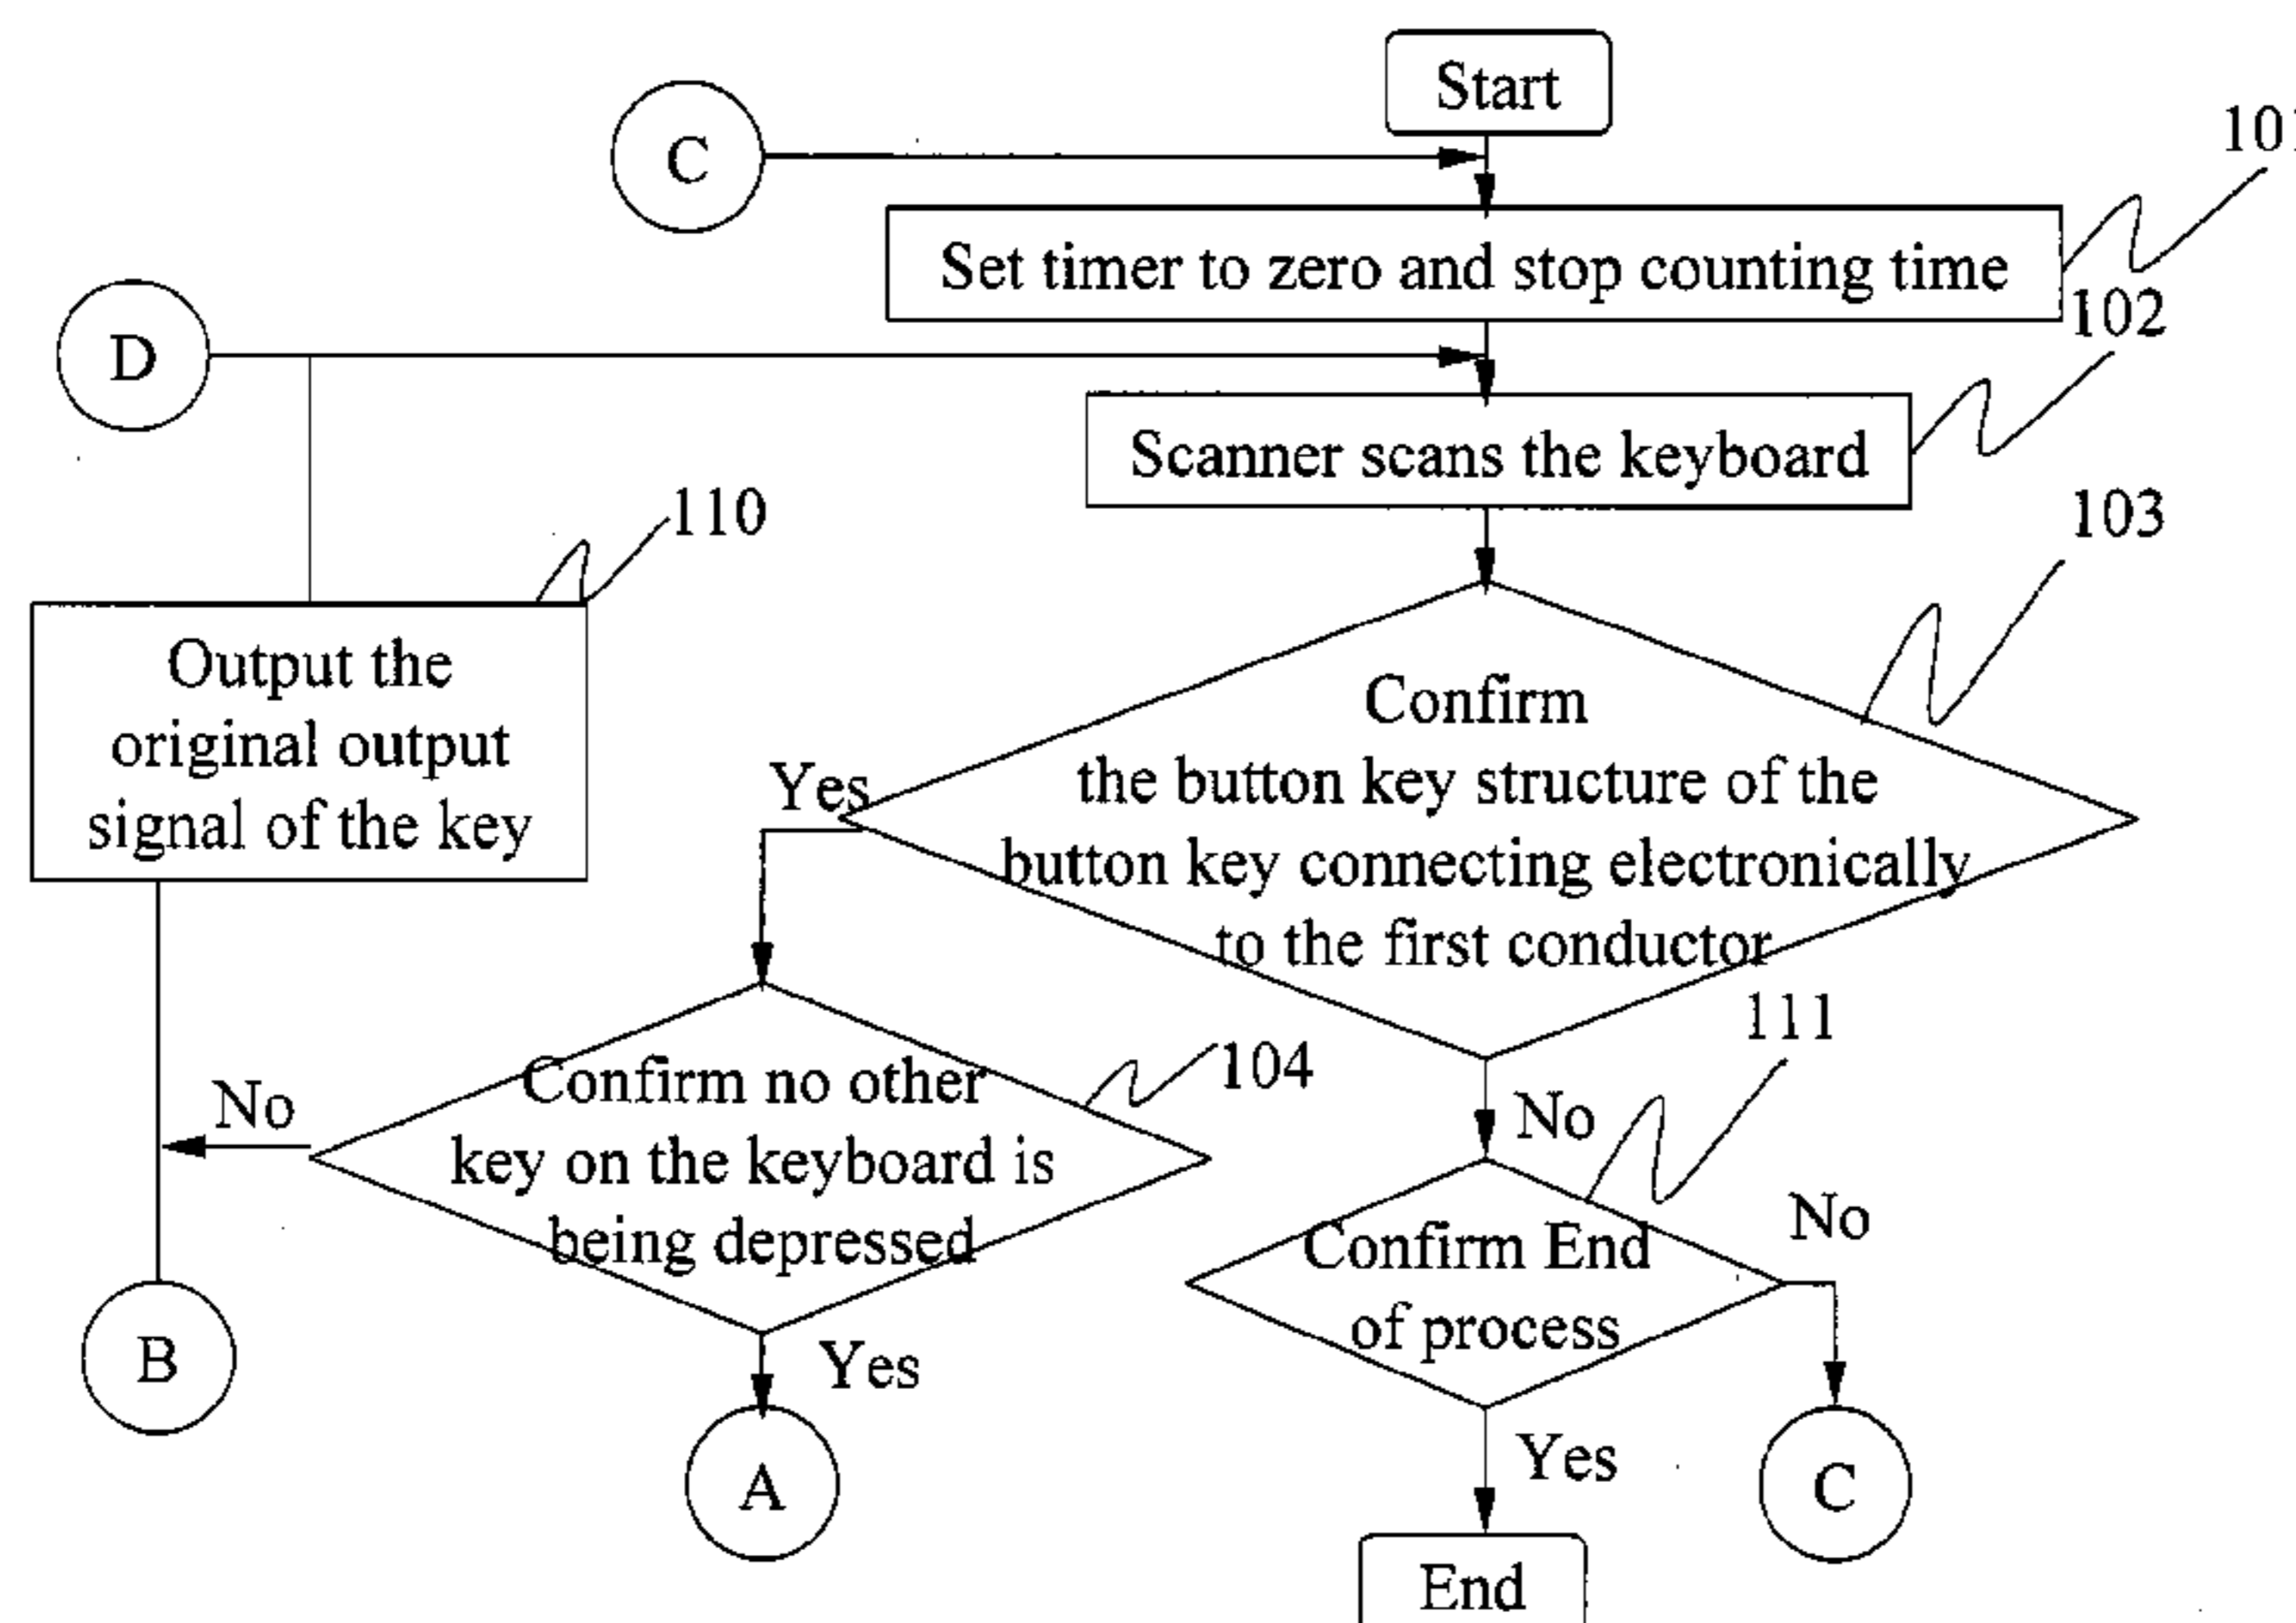 Start
C
101
Set timer to zero and stop counting time
102
D
Scanner scans the keyboard
103
110
Output the
original output
signal of the key
Confirm
the button key structure of the
button key connecting electronically
to the first conductor
Yes
111
Confirm no other
key on the keyboard is
being depressed
104
No
No
Confirm End
of process
No
B
Yes
A
Yes
C
End